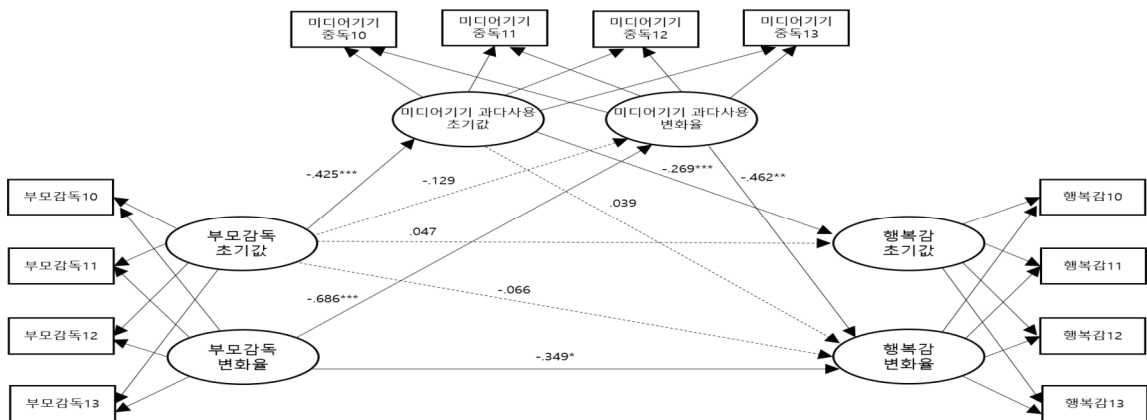 미디어기기
중독10
미디어기기
중독11
미디어기기
중독12
미디어기기
중독13
미디어기기 과다사용
초기값
미디어기기 과다사용
변화율
-.425***
-.129
-.269***
-.462**
.039
부모감독10
부모감독11
부모감독12
부모감독13
부모감독
초기값
.047
-.066
-.686***
부모감독
변화율
-.349*
행복감
초기값
행복감
변화율
행복감10
행복감11
행복감12
행복감13